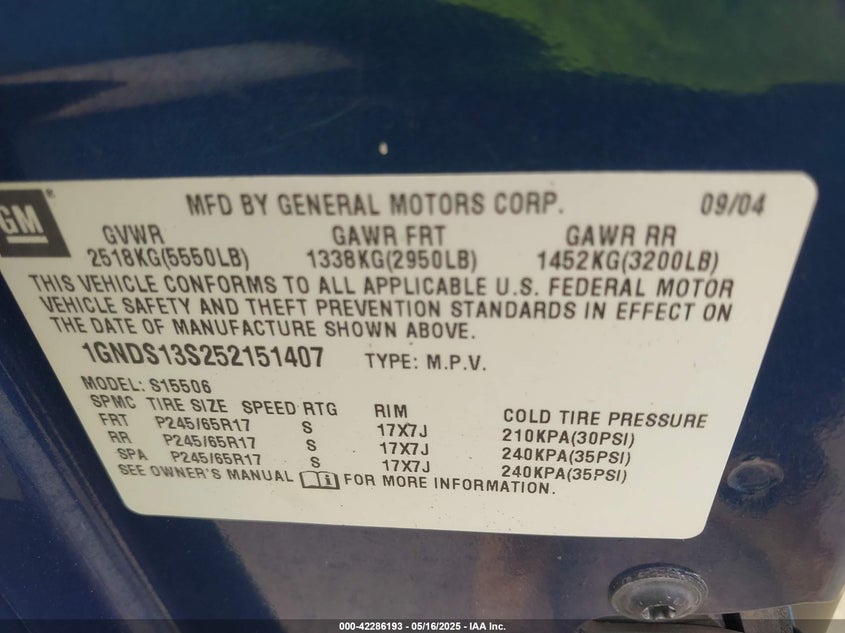 GM®
MFD BY GENERAL MOTORS CORP. 09/04
GVWR GAWR FRT GAWR RR
2518KG(5550LB) 1338KG(2950LB) 1452KG(3200LB)
THIS VEHICLE CONFORMS TO ALL APPLICABLE U.S. FEDERAL MOTOR
VEHICLE SAFETY AND THEFT PREVENTION STANDARDS IN EFFECT ON
THE DATE OF MANUFACTURE SHOWN ABOVE.
1GNDS13S252151407 TYPE: M.P.V.
MODEL: S15506
SPMC TIRE SIZE SPEED RTG RIM COLD TIRE PRESSURE
FRT P245/65R17 S 17X7J 210KPA(30PSI)
RR P245/65R17 S 17X7J 240KPA(35PSI)
SPA P245/65R17 S 17X7J 240KPA(35PSI)
SEE OWNER'S MANUAL FOR MORE INFORMATION.
000-42286193 - 05/16/2025 - IAA Inc.